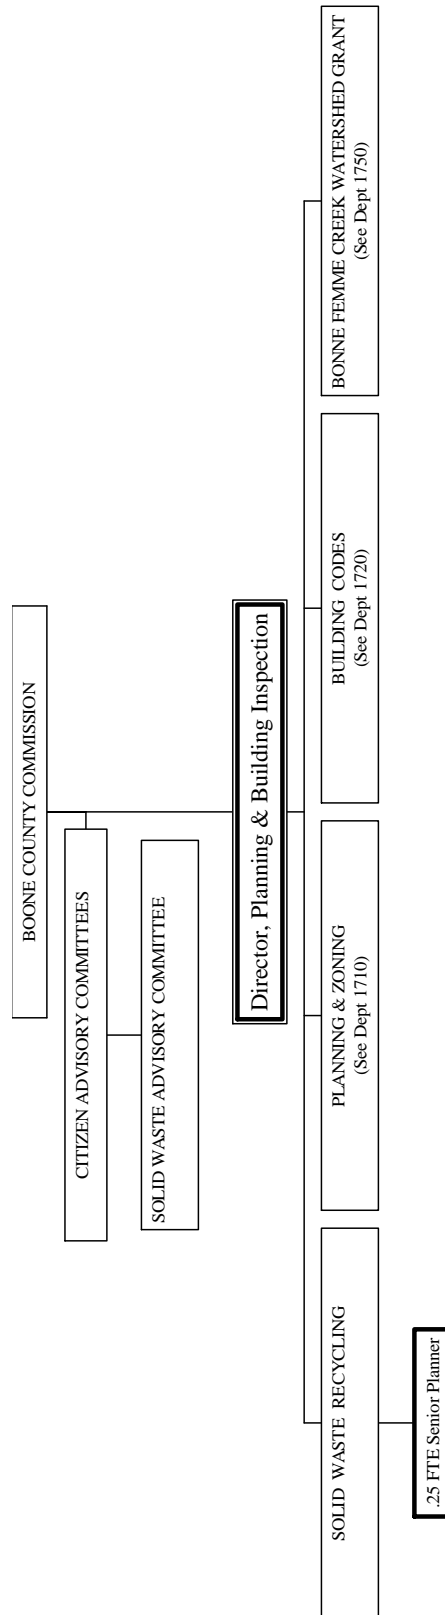 BOONE COUNTY COMMISSION
CITIZEN ADVISORY COMMITTEES
SOLID WASTE ADVISORY COMMITTEE
Director, Planning & Building Inspection
SOLID WASTE RECYCLING
PLANNING & ZONING
(See Dept 1710)
BUILDING CODES
(See Dept 1720)
BONNE FEMME CREEK WATERSHED GRANT
(See Dept 1750)
.25 FTE Senior Planner